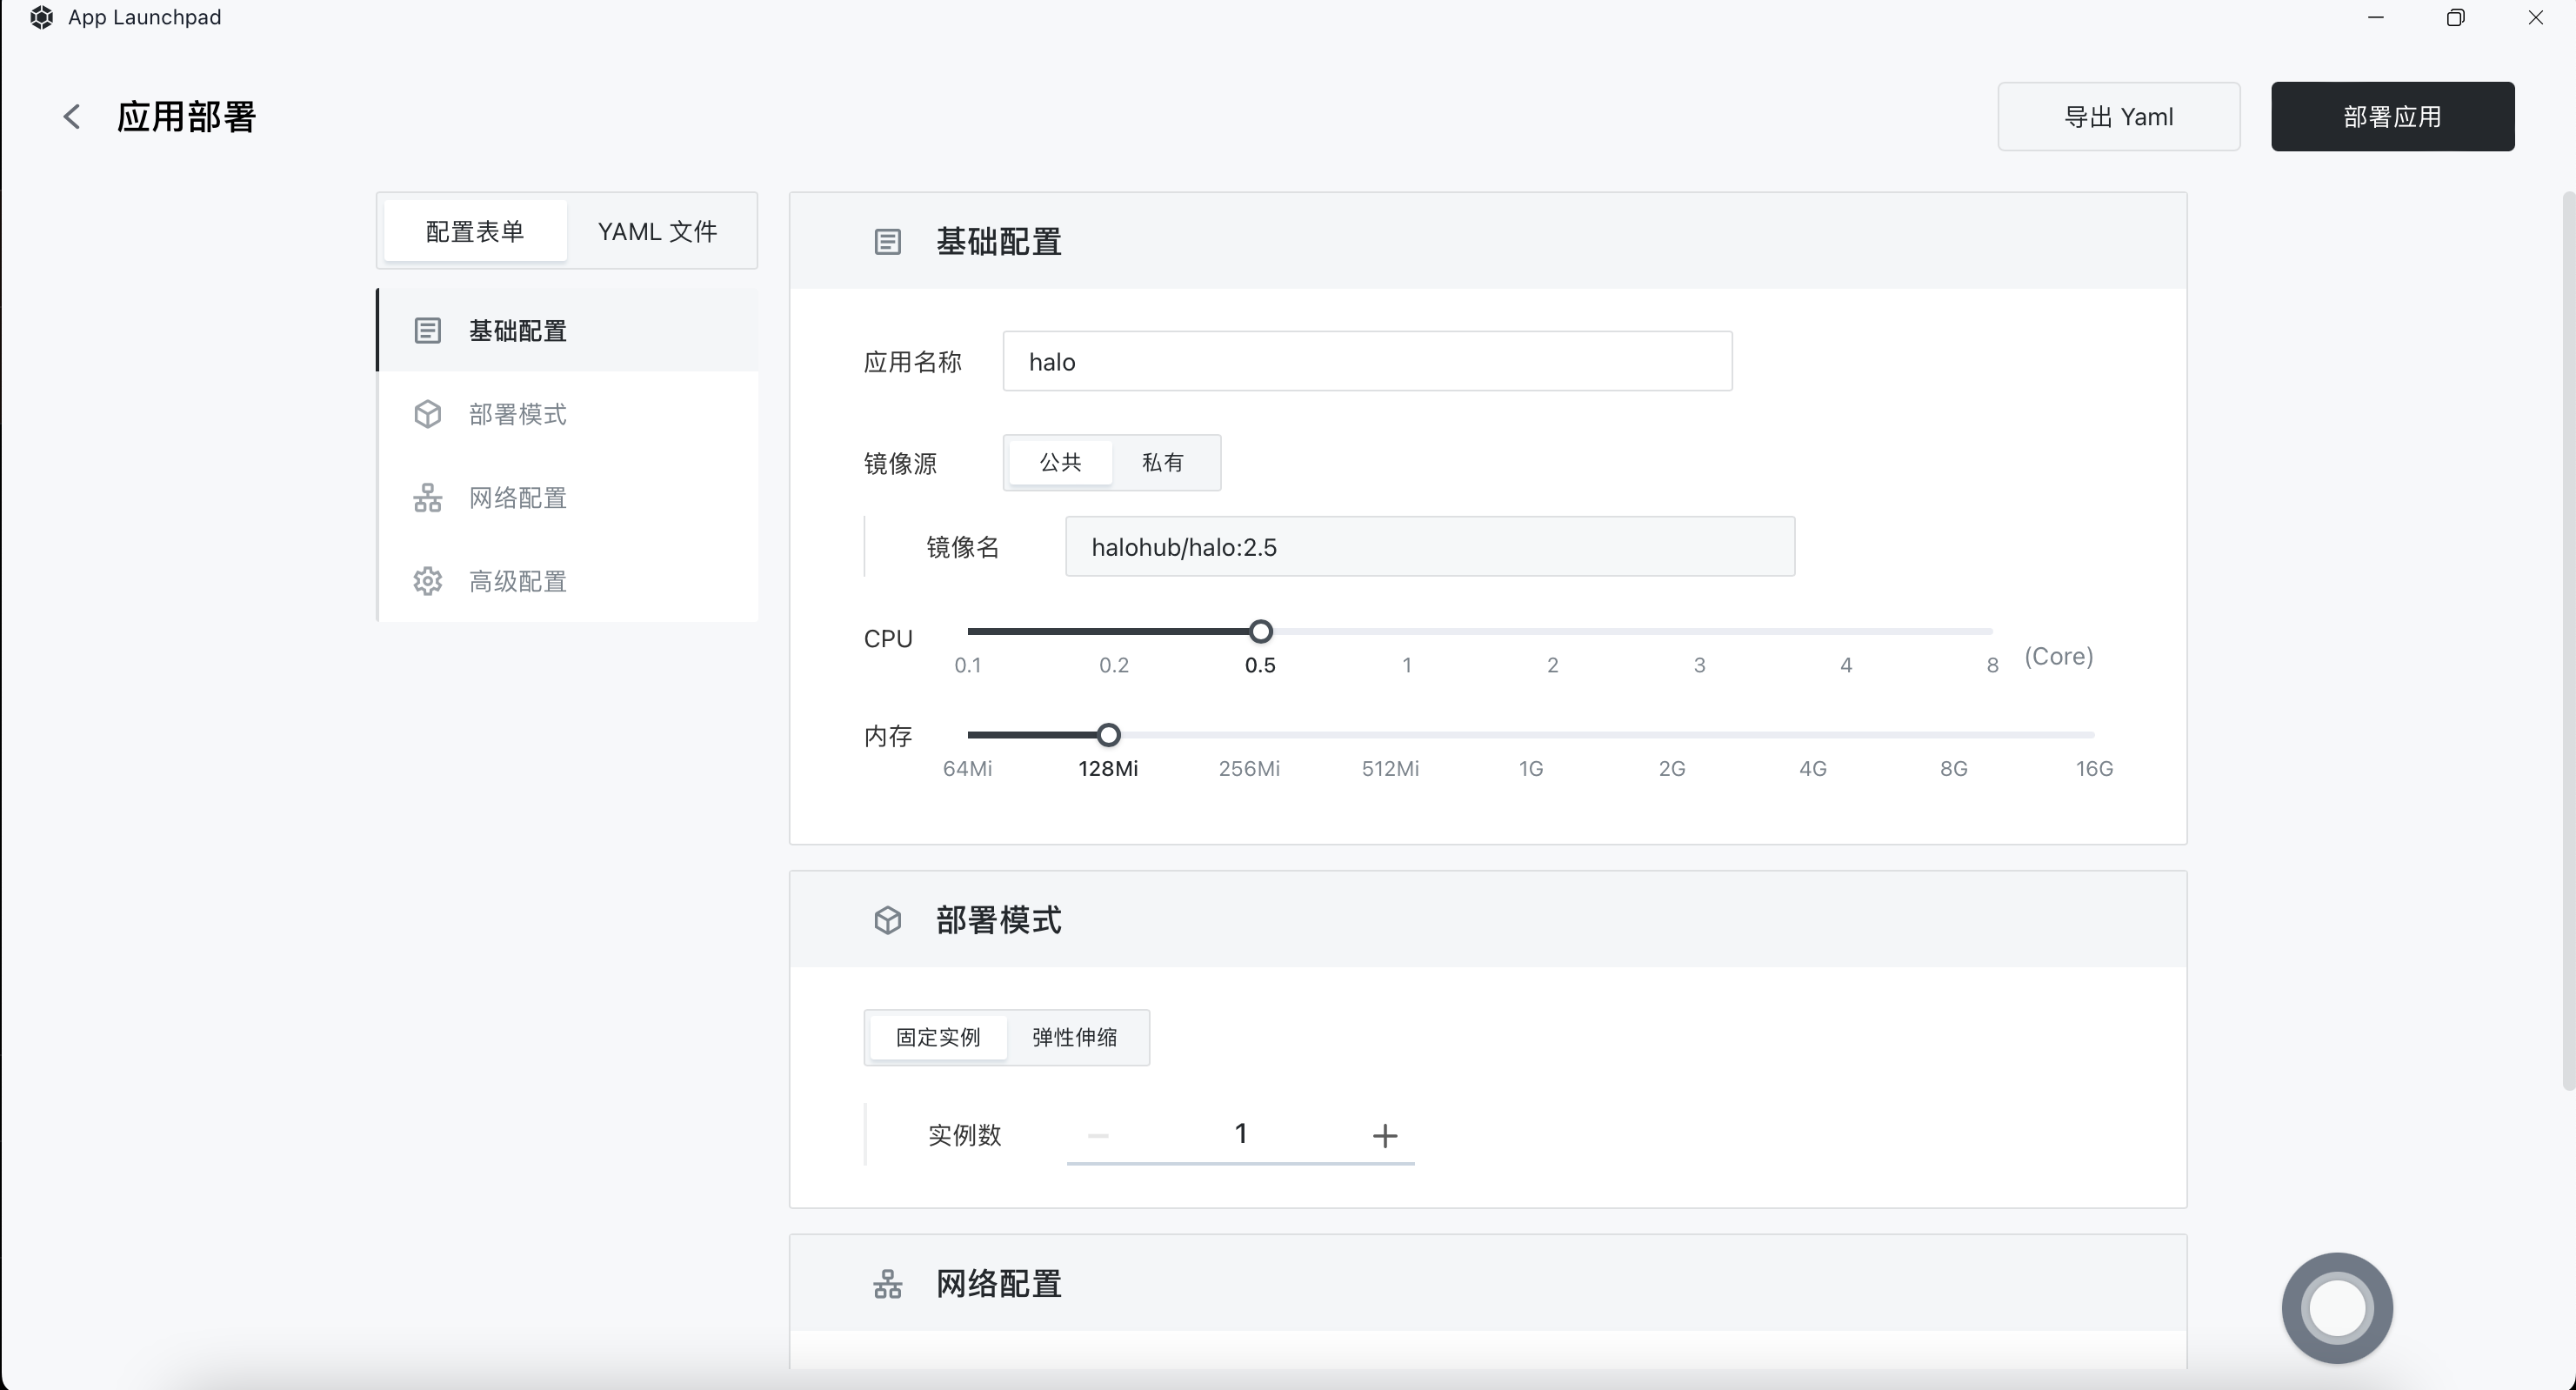 App Launchpad
应用部署
导出 Yaml
部署应用
配置表单
YAML 文件
基础配置
部署模式
网络配置
高级配置
基础配置
应用名称
halo
镜像源
公共
私有
镜像名
halohub/halo:2.5
CPU
0.1 0.2 0.5 1 2 3 4 8
(Core)
内存
64Mi 128Mi 256Mi 512Mi 1G 2G 4G 8G 16G
部署模式
固定实例
弹性伸缩
实例数
1
网络配置